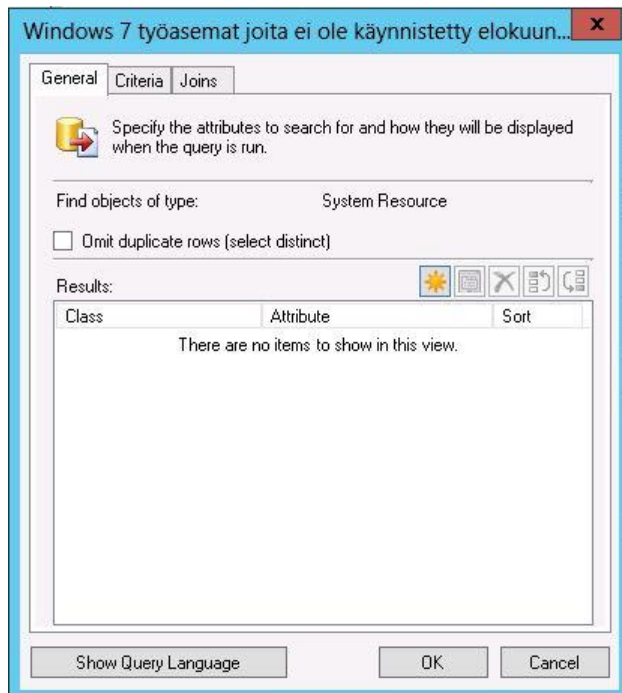 Windows 7 työasemat joita ei ole käynnistetty elokuun...
x
General Criteria Joins
Specify the attributes to search for and how they will be displayed
when the query is run.
Find objects of type: System Resource
Omit duplicate rows (select distinct)
Results:
Class Attribute Sort
There are no items to show in this view.
Show Query Language OK Cancel